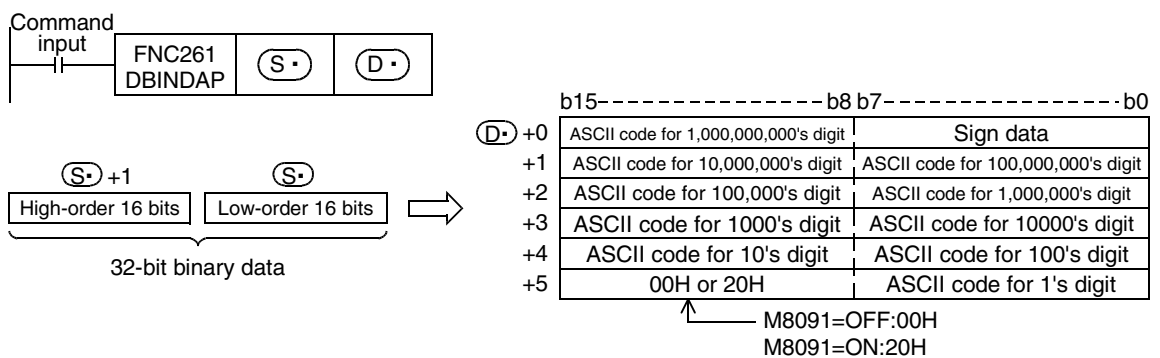 Command
input
FNC261
DBINDAP
S·
D·
S· +1
S·
High-order 16 bits
Low-order 16 bits
32-bit binary data
b15 b8 b7 b0
D· +0 ASCII code for 1,000,000,000's digit Sign data
+1 ASCII code for 10,000,000's digit ASCII code for 100,000,000's digit
+2 ASCII code for 100,000's digit ASCII code for 1,000,000's digit
+3 ASCII code for 1000's digit ASCII code for 10000's digit
+4 ASCII code for 10's digit ASCII code for 100's digit
+5 00H or 20H ASCII code for 1's digit
M8091=OFF:00H
M8091=ON:20H